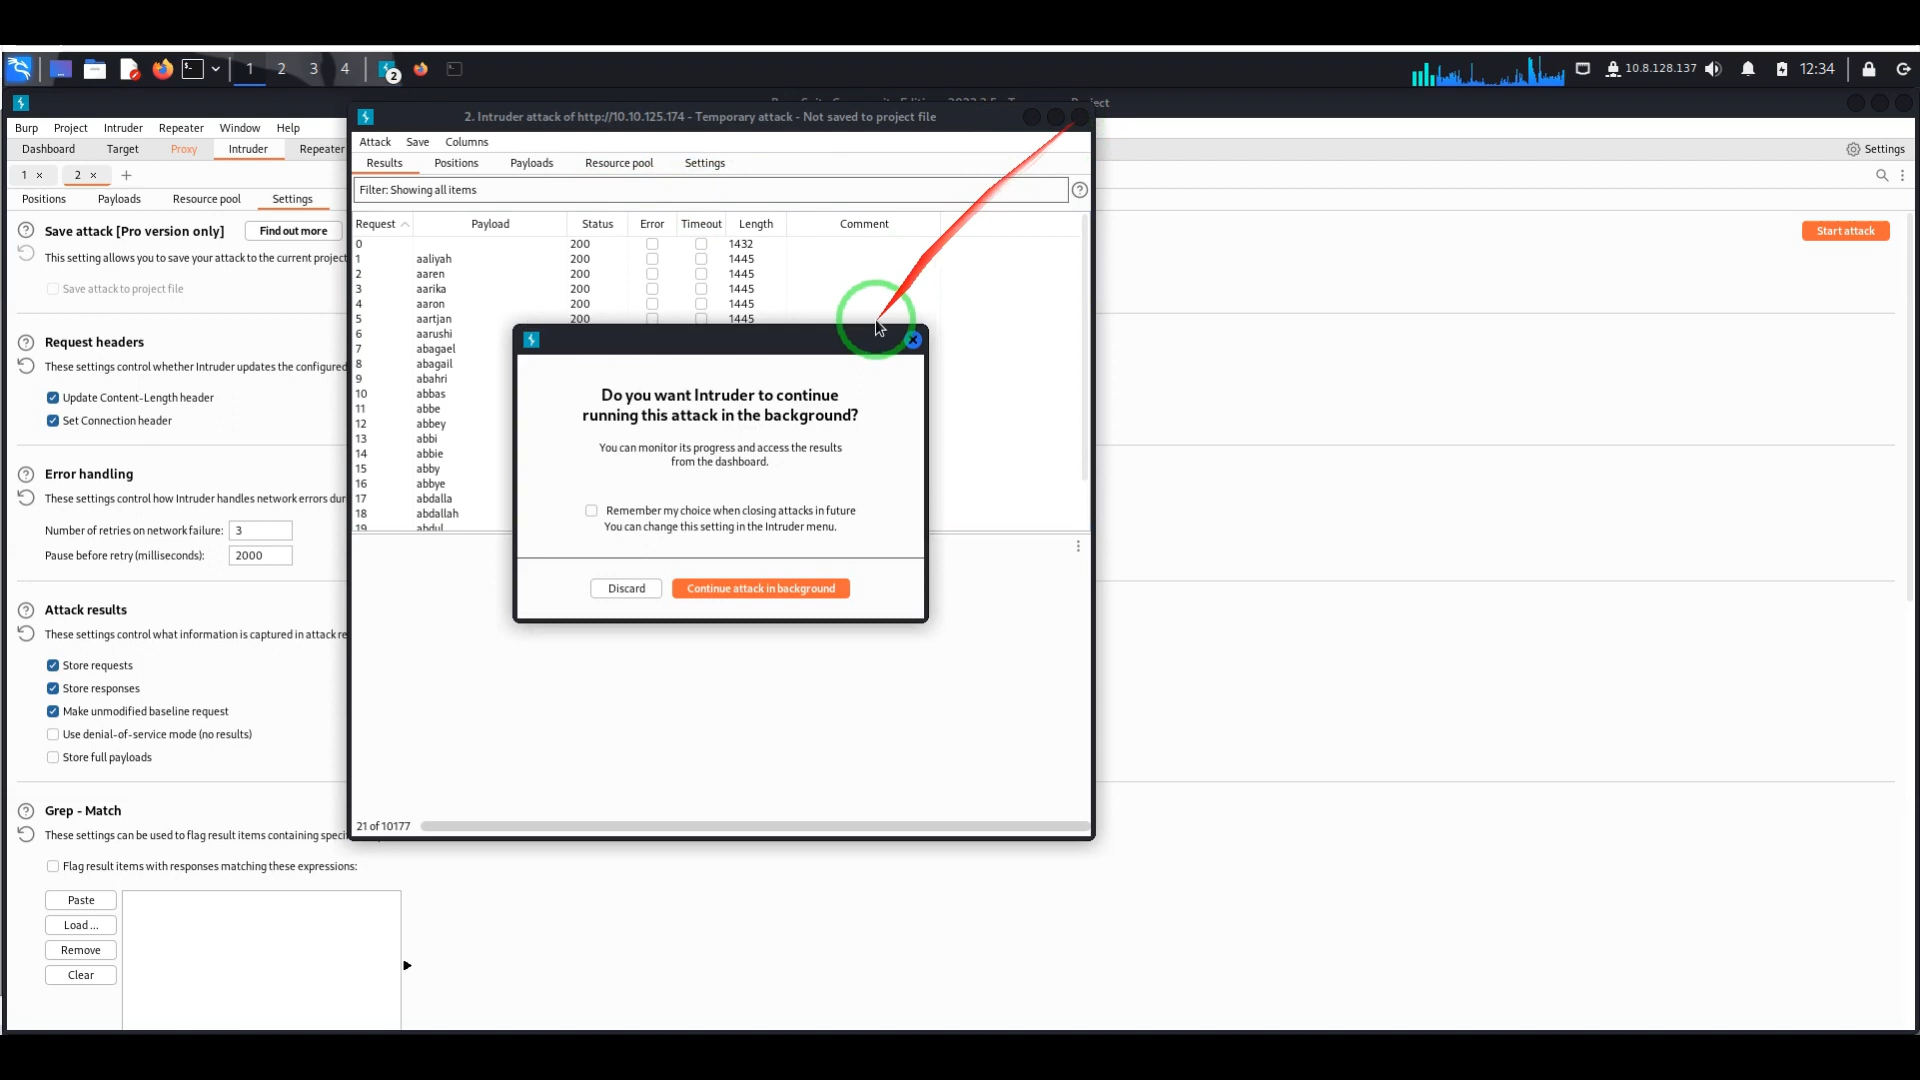 1 2 3 4 2 10.8.128.137 12:34
Burp Project Intruder Repeater Window Help
Dashboard Target Proxy Intruder Repeater Settings
1 × 2 × +
Positions Payloads Resource pool Settings
Save attack [Pro version only] Find out more Start attack
This setting allows you to save your attack to the current project
Save attack to project file
Request headers
These settings control whether Intruder updates the configured
Update Content-Length header
Set Connection header
Error handling
These settings control how Intruder handles network errors
Number of retries on network failure: 3
Pause before retry (milliseconds): 2000
Attack results
These settings control what information is captured in attack
Store requests
Store responses
Make unmodified baseline request
Use denial-of-service mode (no results)
Store full payloads
Grep - Match
These settings can be used to flag result items containing
Flag result items with responses matching these expressions:
Paste
Load ...
Remove
Clear
2. Intruder attack of http://10.10.125.174 - Temporary attack - Not saved to project file
Attack Save Columns
Results Positions Payloads Resource pool Settings
Filter: Showing all items
Request Payload Status Error Timeout Length Comment
0 200 1432
1 aaliyah 200 1445
2 aaren 200 1445
3 aarika 200 1445
4 aaron 200 1445
5 aartjan 200 1445
6 aarushi
7 abagael
8 abagail
9 abahri
10 abbas
11 abbe
12 abbey
13 abbi
14 abbie
15 abby
16 abbye
17 abdalla
18 abdallah
19 abdul
21 of 10177
Do you want Intruder to continue
running this attack in the background?
You can monitor its progress and access the results
from the dashboard.
Remember my choice when closing attacks in future
You can change this setting in the Intruder menu.
Discard Continue attack in background